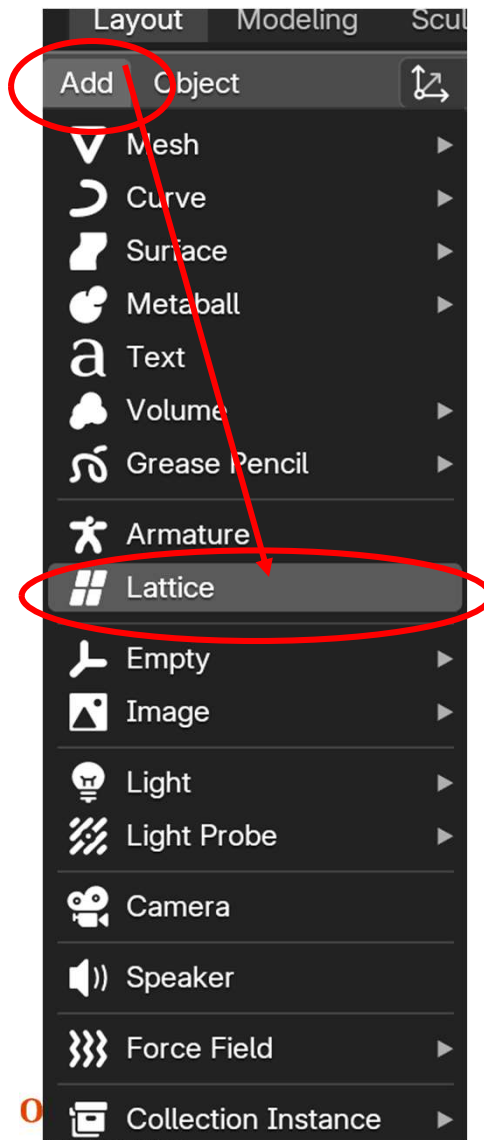 Layout Modeling Scul
Add Object
Mesh
Curve
Surface
Metaball
a Text
Volume
Grease Pencil
Armature
Lattice
Empty
Image
Light
Light Probe
Camera
Speaker
Force Field
o
Collection Instance